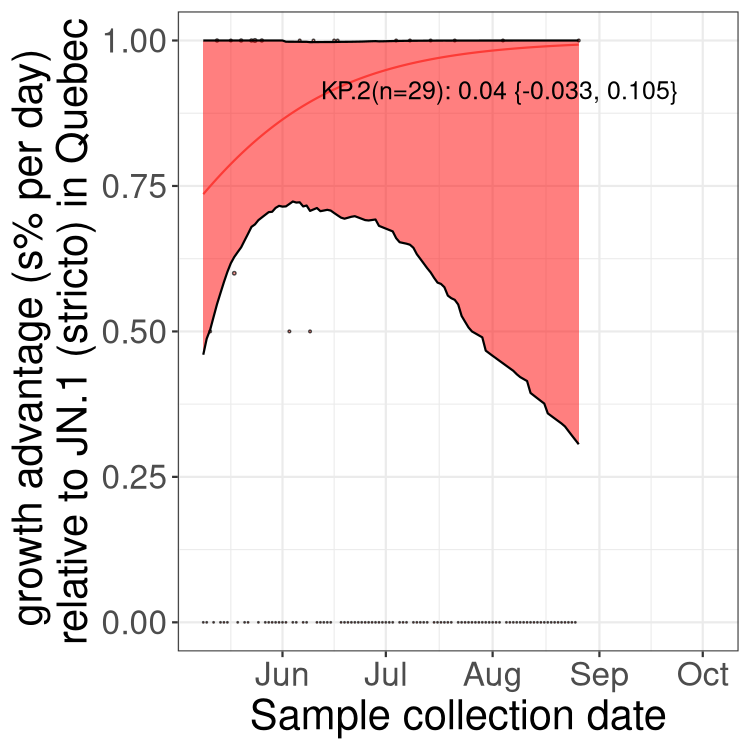 growth advantage (s% per day)
relative to JN.1 (stricto) in Quebec
1.00
0.75
0.50
0.25
0.00
KP.2(n=29): 0.04 {-0.033, 0.105}
Jun Jul Aug Sep Oct
Sample collection date